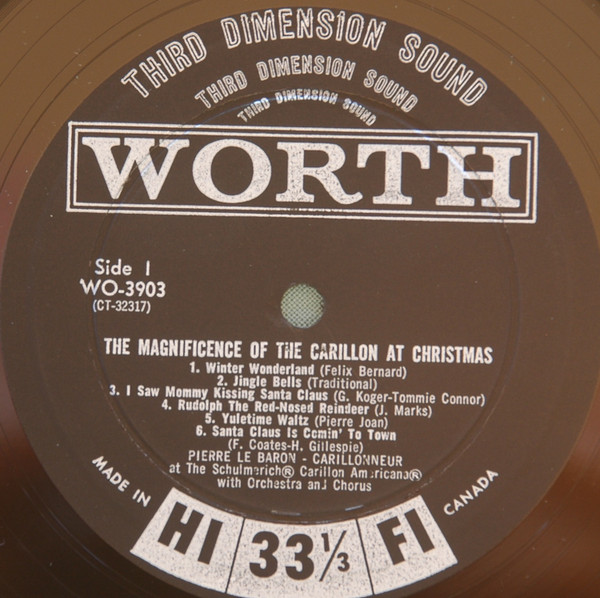 THIRD DIMENSION SOUND
THIRD DIMENSION SOUND
THIRD DIMENSION SOUND
WORTH
Side 1
WO-3903
(CT-32317)
THE MAGNIFICENCE OF THE CARILLON AT CHRISTMAS
1. Winter Wonderland (Felix Bernard)
2. Jingle Bells (Traditional)
3. I Saw Mommy Kissing Santa Claus (G. Koger-Tommie Connor)
4. Rudolph The Red-Nosed Reindeer (J. Marks)
5. Yuletime Waltz (Pierre Joan)
6. Santa Claus Is Comin' To Town
(F. Coates-H. Gillespie)
PIERRE LE BARON - CARILLONNEUR
at The Schulmerich® Carillon Americana®
with Orchestra and Chorus
MADE IN CANADA
HI 33 1/3 FI